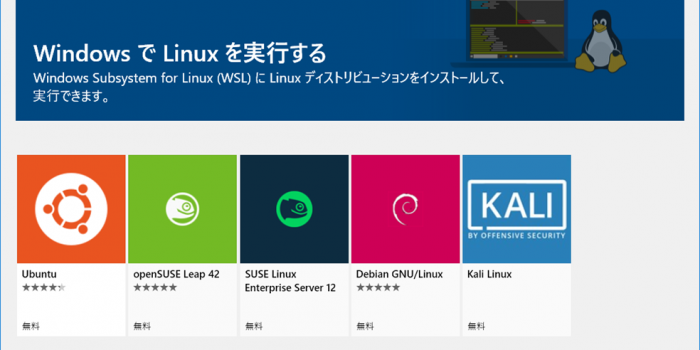 Windows で Linux を実行する
Windows Subsystem for Linux (WSL) に Linux ディストリビューションをインストールして、
実行できます。
KALI
BY OFFENSIVE SECURITY
Ubuntu
openSUSE Leap 42
SUSE Linux
Enterprise Server 12
Debian GNU/Linux
Kali Linux
無料
無料
無料
無料
無料